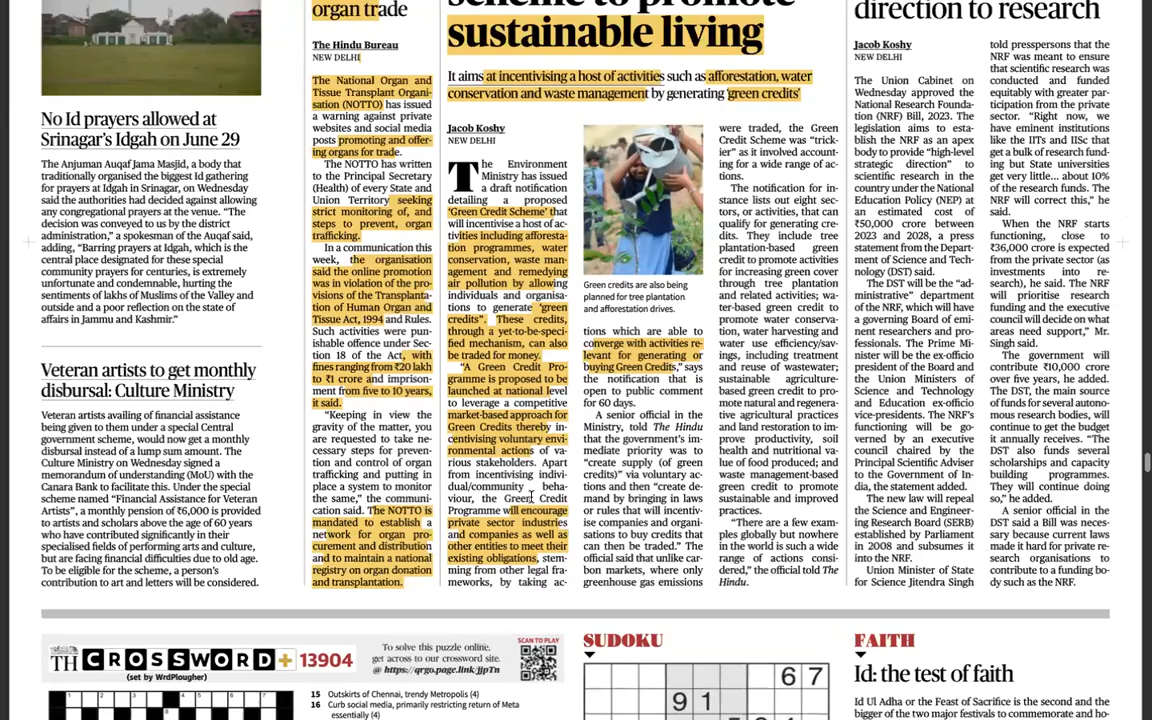 No Id prayers allowed at
Srinagar's Idgah on June 29
The Anjuman Auqaf Jama Masjid, a body that
traditionally organised the biggest Id gathering
for prayers at Idgah in Srinagar, on Wednesday
said the authorities had decided against allowing
any congregational prayers at the venue. "The
decision was conveyed to us by the district
administration," a spokesman of the Auqaf said,
adding, "Barring prayers at Idgah, which is the
central place designated for these special
community prayers for centuries, is extremely
unfortunate and condemnable, hurting the
sentiments of lakhs of Muslims of the Valley and
outside and a poor reflection on the state of
affairs in Jammu and Kashmir."
Veteran artists to get monthly
disbursal: Culture Ministry
Veteran artists availing of financial assistance
being given to them under a special Central
government scheme, would now get a monthly
disbursal instead of a lump sum amount. The
Culture Ministry on Wednesday signed a
memorandum of understanding (MoU) with the
Canara Bank to facilitate this. Under the special
scheme named "Financial Assistance for Veteran
Artists", a monthly pension of ₹6,000 is provided
to artists and scholars above the age of 60 years
who have contributed significantly in their
specialised fields of performing arts and culture,
but are facing financial difficulties due to old age.
To be eligible for the scheme, a person's
contribution to art and letters will be considered.
organ trade
The Hindu Bureau
NEW DELHI
The National Organ and
Tissue Transplant Organi-
sation (NOTTO) has issued
a warning against private
websites and social media
posts promoting and offer-
ing organs for trade.
The NOTTO has written
to the Principal Secretary
(Health) of every State and
Union Territory seeking
strict monitoring of, and
steps to prevent, organ
trafficking.
In a communication this
week, the organisation
said the online promotion
was in violation of the pro-
visions of the Transplanta-
tion of Human Organ and
Tissue Act, 1994 and Rules.
Such activities were pun-
ishable offence under Sec-
tion 18 of the Act, with
fines ranging from ₹20 lakh
to ₹1 crore and imprison-
ment from five to 10 years,
it said.
"Keeping in view the
gravity of the matter, you
are requested to take ne-
cessary steps for preven-
tion and control of organ
trafficking and putting in
place a system to monitor
the same," the communi-
cation said. The NOTTO is
mandated to establish a
network for organ pro-
curement and distribution
and to maintain a national
registry on organ donation
and transplantation.
scheme to promote
sustainable living
It aims at incentivising a host of activities such as afforestation, water
conservation and waste management by generating 'green credits'
Jacob Koshy
NEW DELHI
The Environment
Ministry has issued
a draft notification
detailing a proposed
'Green Credit Scheme' that
will incentivise a host of ac-
tivities including afforesta-
tion programmes, water
conservation, waste man-
agement and remedying
air pollution by allowing
individuals and organisa-
tions to generate 'green
credits". These credits,
through a yet-to-be-speci-
fied mechanism, can also
be traded for money.
"A Green Credit Pro-
gramme is proposed to be
launched at national level
to leverage a competitive
market-based approach for
Green Credits thereby in-
centivising voluntary envi-
ronmental actions of va-
rious stakeholders. Apart
from incentivising indivi-
dual/community beha-
viour, the Green Credit
Programme will encourage
private sector industries
and companies as well as
other entities to meet their
existing obligations, stem-
ming from other legal fra-
meworks, by taking ac-
Green credits are also being
planned for tree plantation
and afforestation drives.
tions which are able to
converge with activities re-
levant for generating or
buying Green Credits," says
the notification that is
open to public comment
for 60 days.
A senior official in the
Ministry, told The Hindu
that the government's im-
mediate priority was to
"create supply (of green
credits)" via voluntary ac-
tions and then "create de-
mand by bringing in laws
or rules that will incentiv-
ise companies and organi-
sations to buy credits that
can then be traded." The
official said that unlike car-
bon markets, where only
greenhouse gas emissions
were traded, the Green
Credit Scheme was "trick-
ier" as it involved account-
ing for a wide range of ac-
tions.
The notification for in-
stance lists out eight sec-
tors, or activities, that can
qualify for generating cre-
dits. They include tree
plantation-based green
credit to promote activities
for increasing green cover
through tree plantation
and related activities; wa-
ter-based green credit to
promote water conserva-
tion, water harvesting and
water use efficiency/sav-
ings, including treatment
and reuse of wastewater;
sustainable agriculture-
based green credit to pro-
mote natural and regenera-
tive agricultural practices
and land restoration to im-
prove productivity, soil
health and nutritional va-
lue of food produced; and
waste management-based
green credit to promote
sustainable and improved
practices.
"There are a few exam-
ples globally but nowhere
in the world is such a wide
range of actions consi-
dered," the official told The
Hindu.
direction to research
Jacob Koshy
NEW DELHI
The Union Cabinet on
Wednesday approved the
National Research Founda-
tion (NRF) Bill, 2023. The
legislation aims to esta-
blish the NRF as an apex
body to provide "high-level
strategic direction" to
scientific research in the
country under the National
Education Policy (NEP) at
an estimated cost of
₹50,000 crore between
2023 and 2028, a press
statement from the Depart-
ment of Science and Tech-
nology (DST) said.
The DST will be the "ad-
ministrative" department
of the NRF, which will have
a governing Board of emi-
nent researchers and pro-
fessionals. The Prime Mi-
nister will be the ex-officio
president of the Board and
the Union Ministers of
Science and Technology
and Education ex-officio
vice-presidents. The NRF's
functioning will be go-
verned by an executive
council chaired by the
Principal Scientific Adviser
to the Government of In-
dia, the statement added.
The new law will repeal
the Science and Engineer-
ing Research Board (SERB)
established by Parliament
in 2008 and subsumes it
into the NRF.
Union Minister of State
for Science Jitendra Singh
told presspersons that the
NRF was meant to ensure
that scientific research was
conducted and funded
equitably with greater par-
ticipation from the private
sector. "Right now, we
have eminent institutions
like the IITs and IISc that
get a bulk of research fund-
ing but State universities
get very little... about 10%
of the research funds. The
NRF will correct this," he
said.
When the NRF starts
functioning, close to
₹36,000 crore is expected
from the private sector (as
investments into re-
search), he said. The NRF
will prioritise research
funding and the executive
council will decide on what
areas need support," Mr.
Singh said.
The government will
contribute ₹10,000 crore
over five years, he added.
The DST, the main source
of funds for several autono-
mous research bodies, will
continue to get the budget
it annually receives. "The
DST also funds several
scholarships and capacity
building programmes.
They will continue doing
so," he added.
A senior official in the
DST said a Bill was neces-
sary because current laws
made it hard for private re-
search organisations to
contribute to a funding bo-
dy such as the NRF.
TH CROSSWORD+ 13904
(set by WrdPlougher)
To solve this puzzle online,
get across to our crossword site.
@ https://qrgo.page.link/jjpTn
SCAN TO PLAY
1 2 3 4 5 6 7
15 Outskirts of Chennai, trendy Metropolis (4)
16 Curb social media, primarily restricting return of Meta
essentially (4)
SUDOKU
6 7
9 1
FAITH
Id: the test of faith
Id Ul Adha or the Feast of Sacrifice is the second and the
bigger of the two major festivals to commemorate and bo-